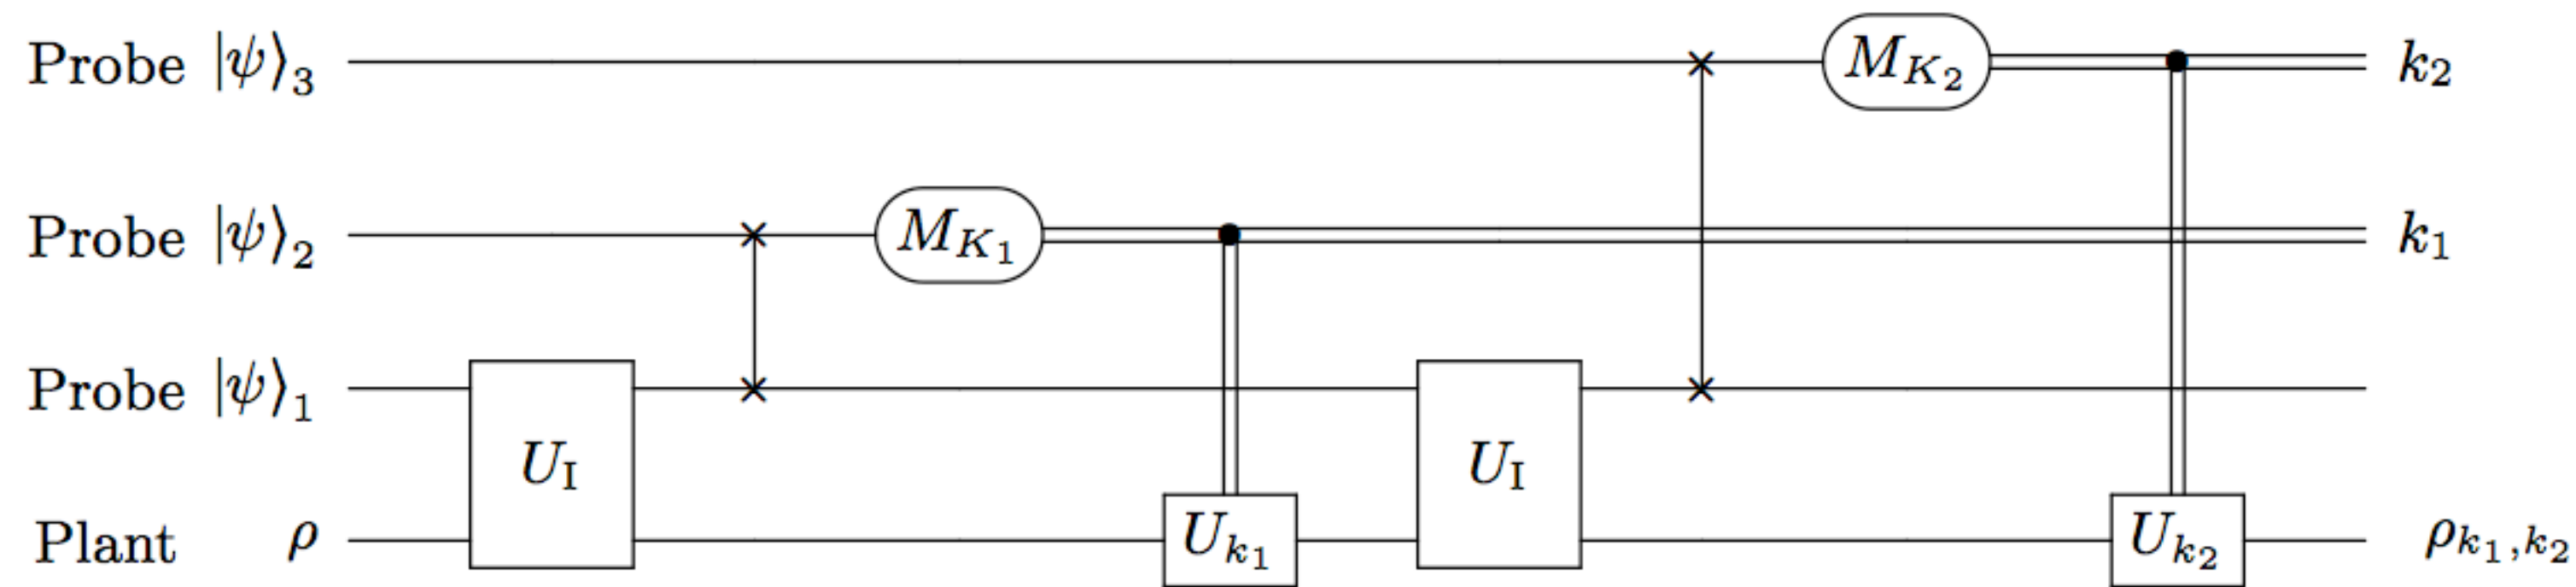 Probe |ψ⟩₃ M_{K₂} k₂
Probe |ψ⟩₂ M_{K₁} k₁
Probe |ψ⟩₁
U_I U_I
Plant ρ U_{k₁} U_{k₂} ρ_{k₁,k₂}